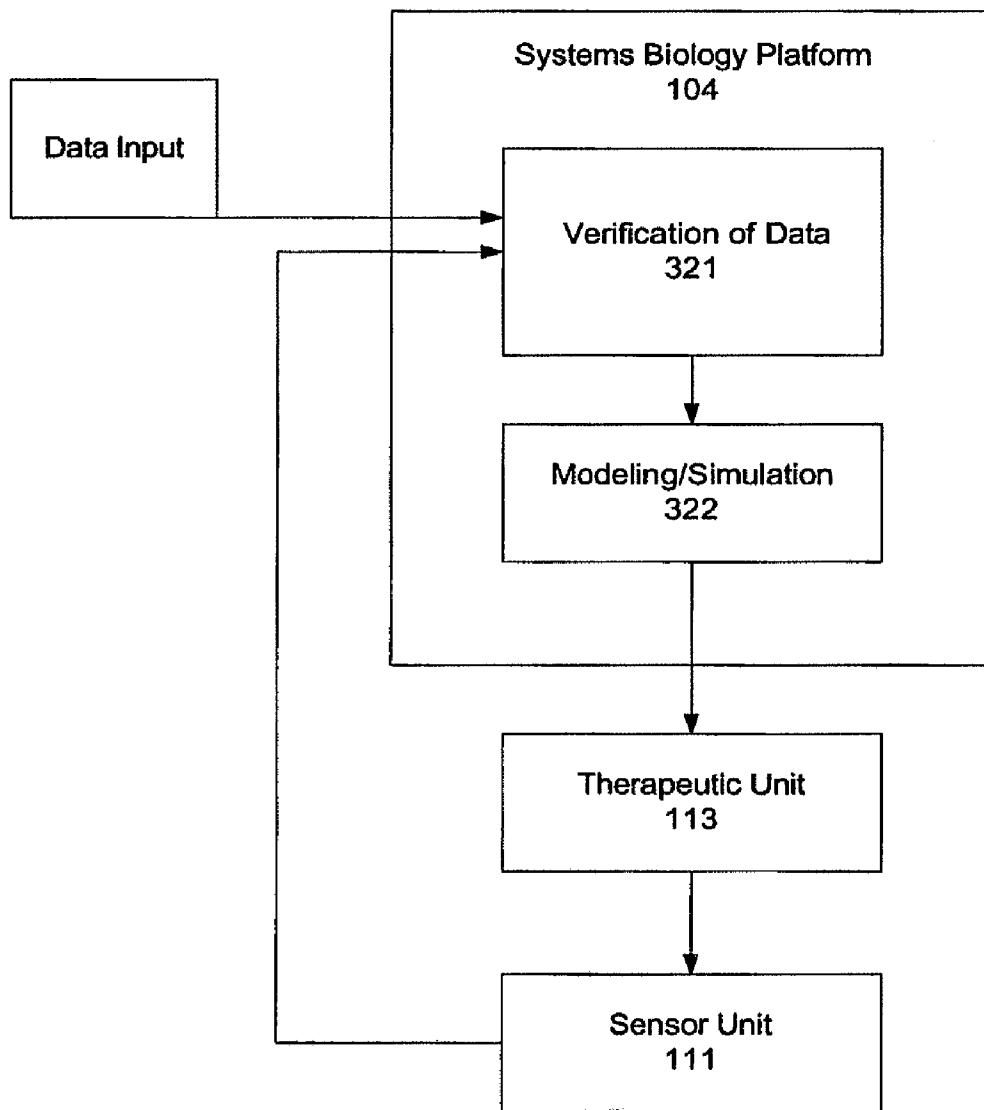 Systems Biology Platform
104
Data Input
Verification of Data
321
Modeling/Simulation
322
Therapeutic Unit
113
Sensor Unit
111